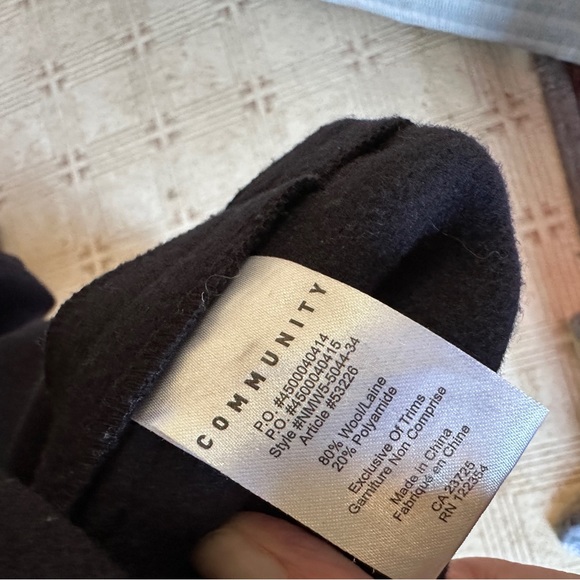 COMMUNITY
P.O. #4500040414
P.O. #4500040415
Style #NMW5-5044-34
Article #53226
80% Wool/Laine
20% Polyamide
Exclusive Of Trims
Garniture Non Comprise
Made in China
Fabriqué en Chine
CA 23725
RN 122354